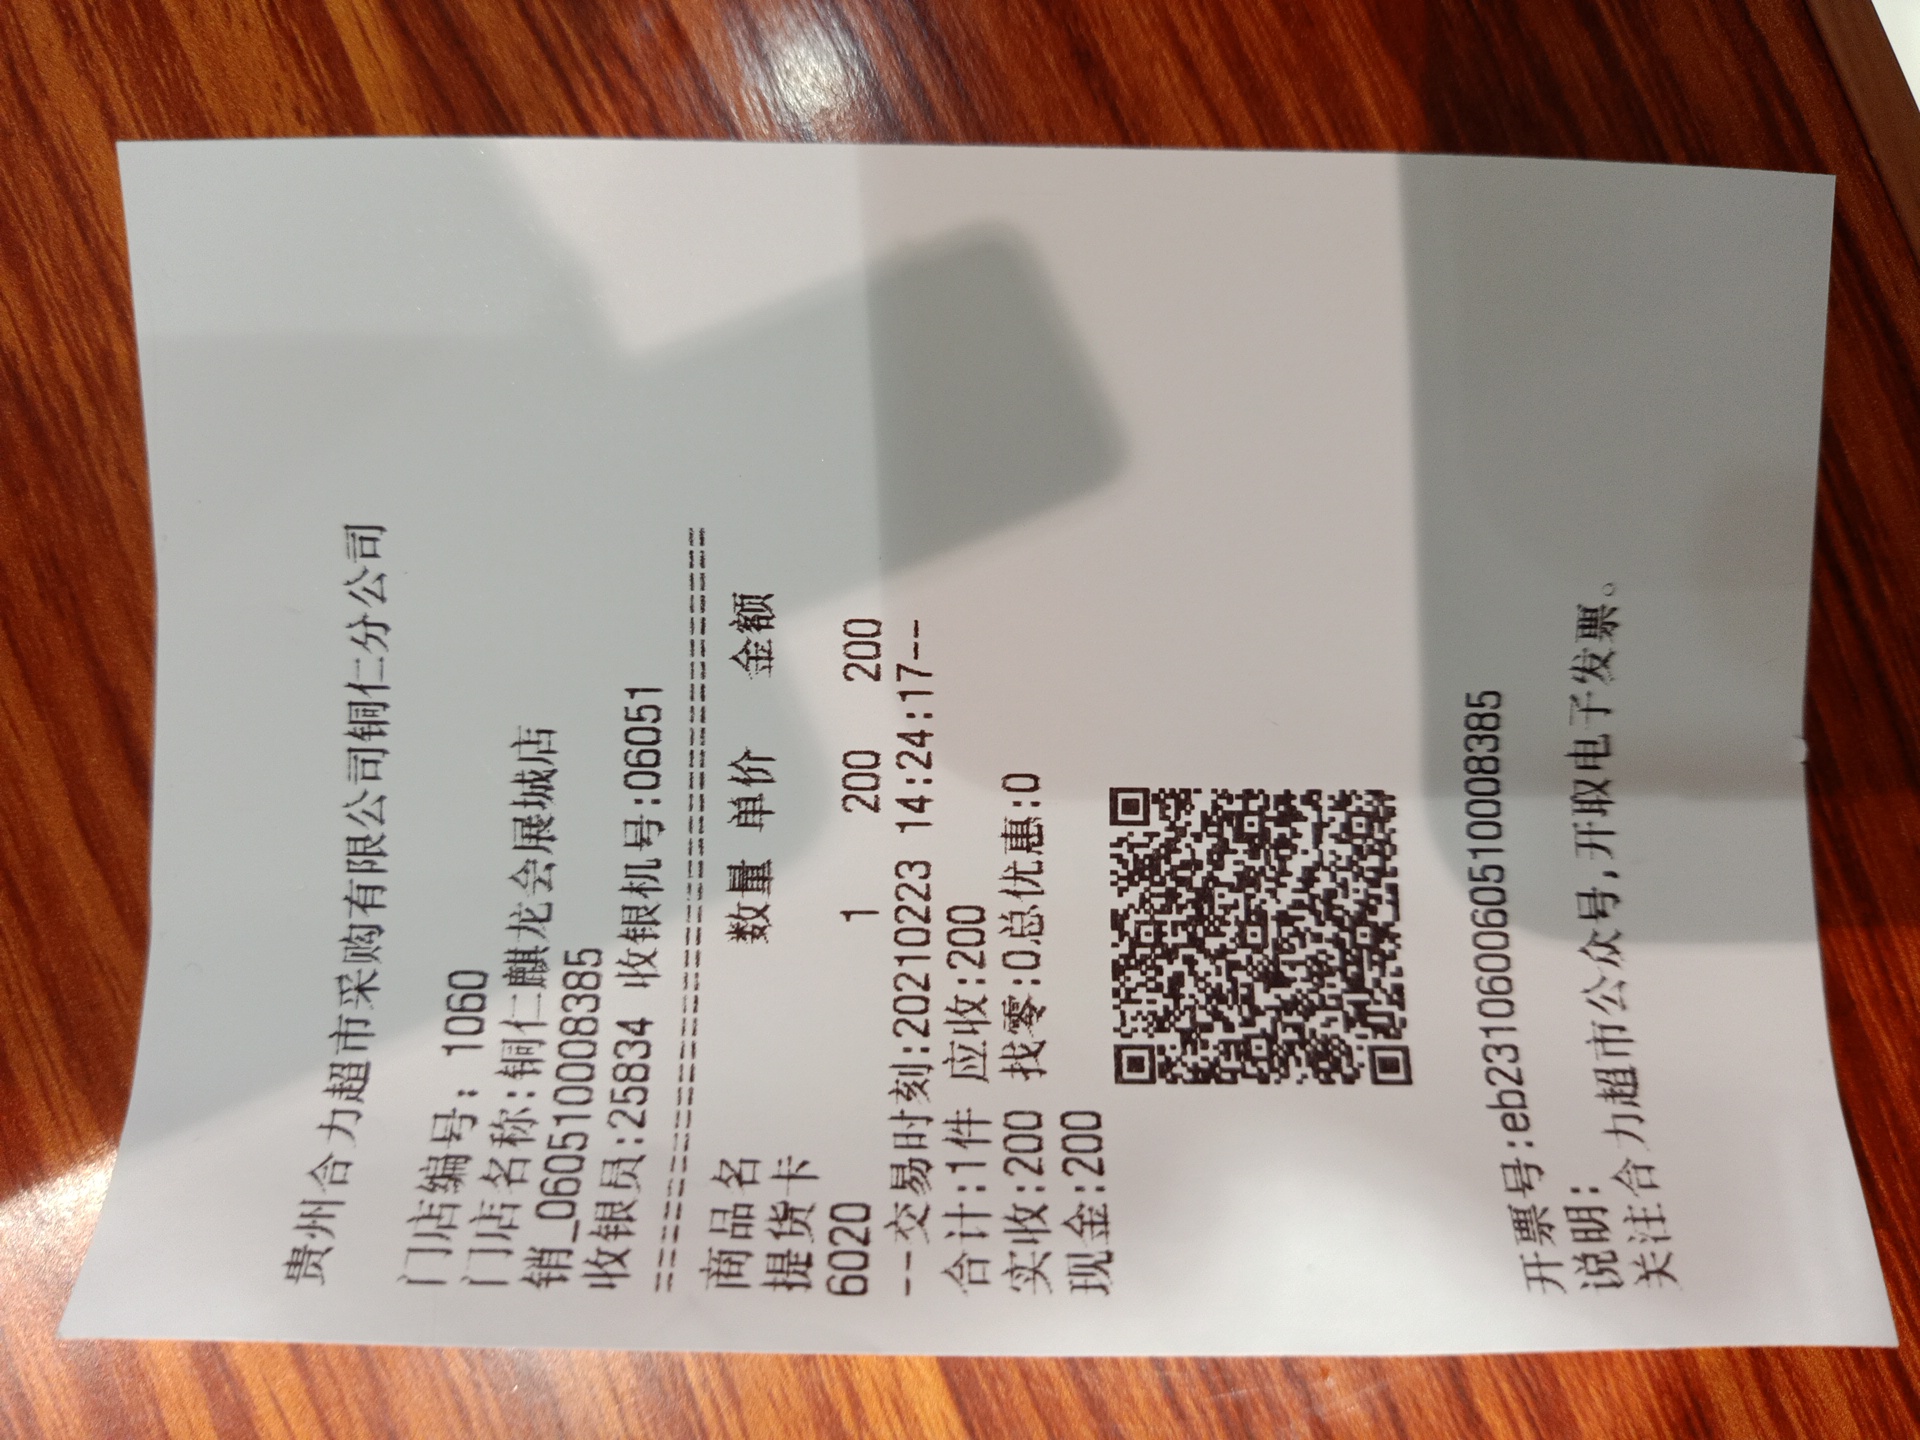 贵州合力超市采购有限公司铜仁分公司
门店编号: 1060
门店名称:铜仁麒龙会展城店
销_060510008385
收银员:25834 收银机号:06051
商品名 数量 单价 金额
提货卡
6020 1 200 200
--交易时刻:20210223 14:24:17--
合计:1件 应收:200
实收:200 找零:0总优惠:0
现金:200
开票号:eb231060060510008385
说明:
关注合力超市公众号,开取电子发票。